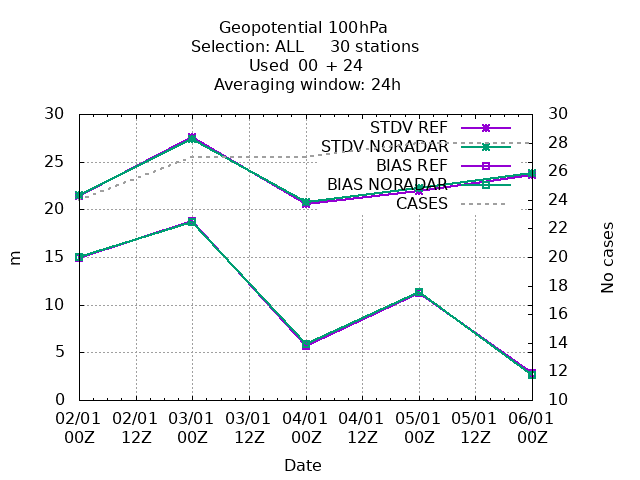 Geopotential 100hPa
Selection: ALL 30 stations
Used 00 + 24
Averaging window: 24h
STDV REF
STDV NORADAR
BIAS REF
BIAS NORADAR
CASES
30
25
20
15
10
5
0
m
30
28
26
24
22
20
18
16
14
12
10
No cases
02/01 02/01 03/01 03/01 04/01 04/01 05/01 05/01 06/01
00Z 12Z 00Z 12Z 00Z 12Z 00Z 12Z 00Z
Date